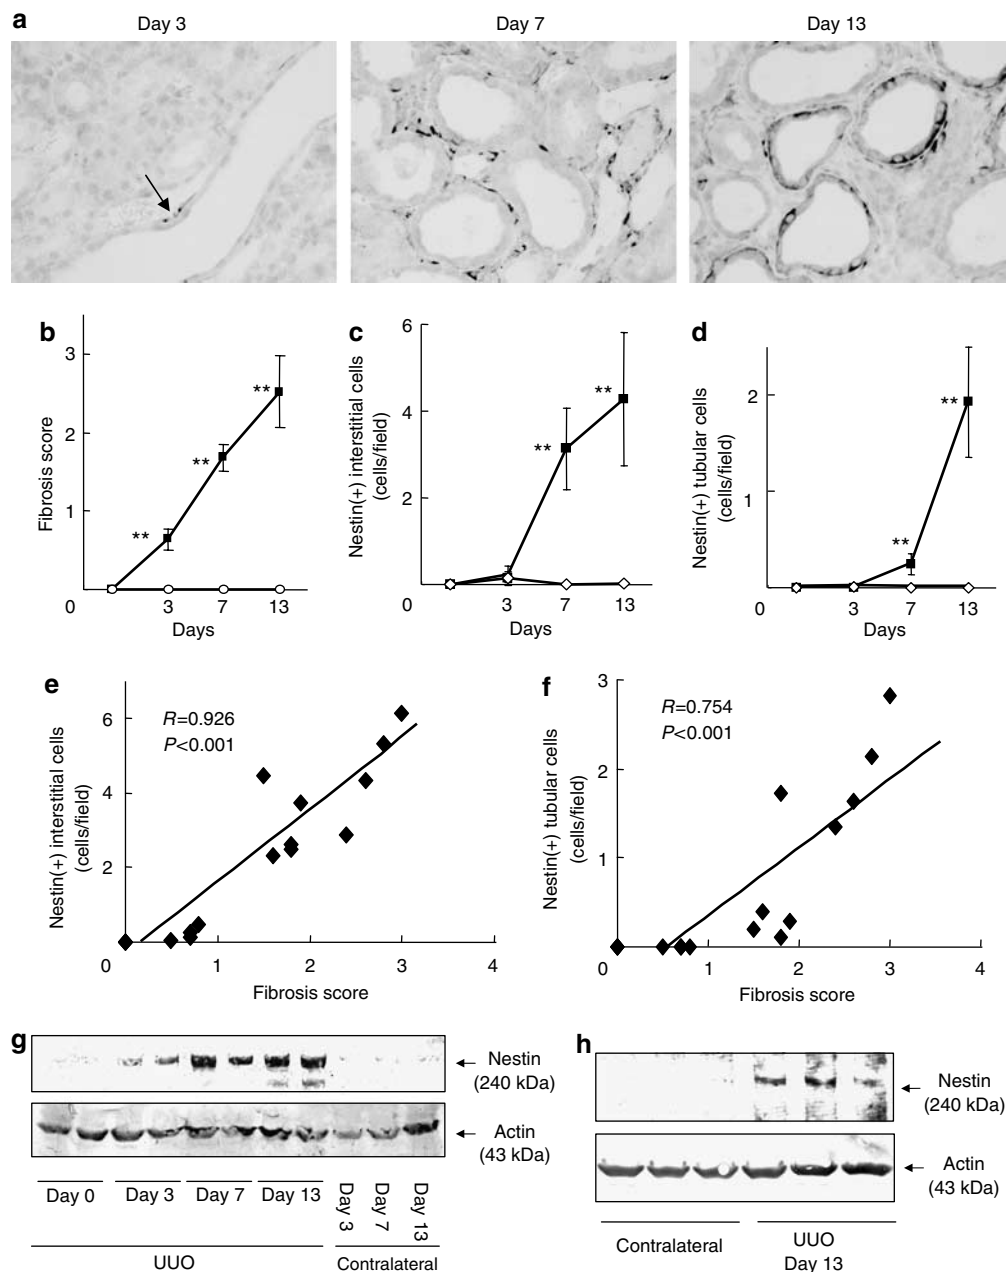 a
Day 3
Day 7
Day 13
b
Fibrosis score
3
2
1
0
**
**
**
3
7
13
Days
c
Nestin(+) interstitial cells
(cells/field)
6
4
2
0
**
**
3
7
13
Days
d
Nestin(+) tubular cells
(cells/field)
2
1
0
**
**
3
7
13
Days
e
Nestin(+) interstitial cells
(cells/field)
6
4
2
R=0.926
P<0.001
0
1
2
3
4
Fibrosis score
f
Nestin(+) tubular cells
(cells/field)
3
2
1
R=0.754
P<0.001
0
1
2
3
4
Fibrosis score
g
Nestin
(240 kDa)
Actin
(43 kDa)
Day 0
Day 3
Day 7
Day 13
Day 3
Day 7
Day 13
UUO
Contralateral
h
Nestin
(240 kDa)
Actin
(43 kDa)
Contralateral
UUO
Day 13